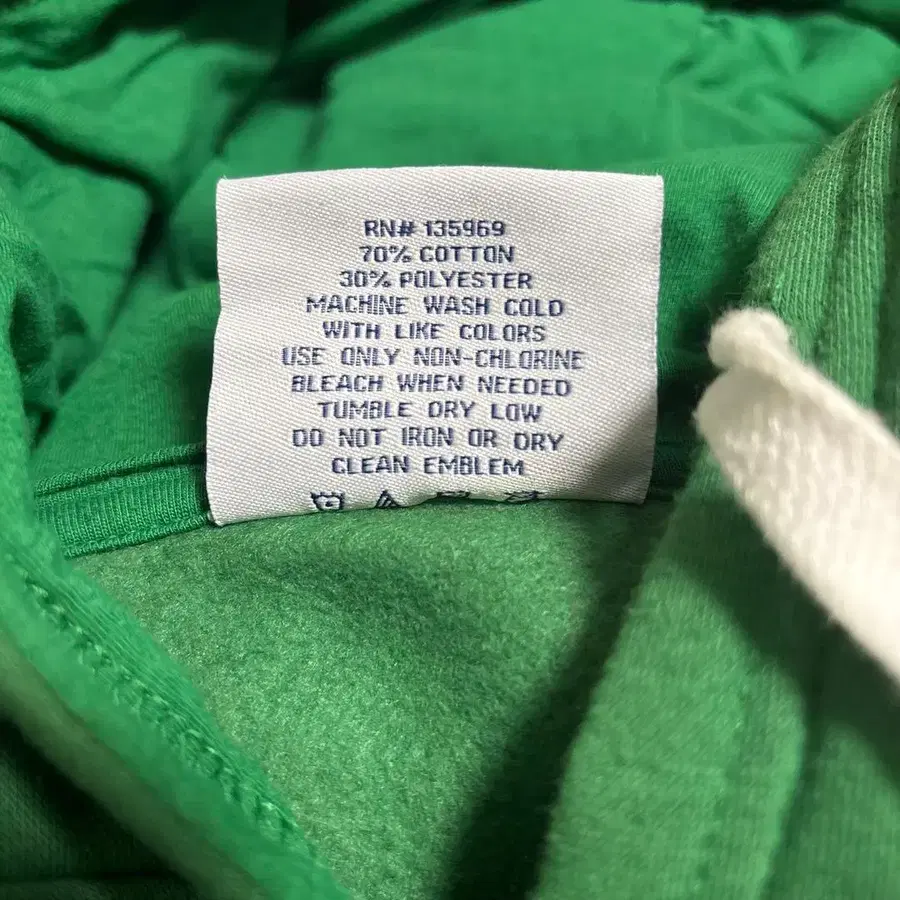 RN# 135969
70% COTTON
30% POLYESTER
MACHINE WASH COLD
WITH LIKE COLORS
USE ONLY NON-CHLORINE
BLEACH WHEN NEEDED
TUMBLE DRY LOW
DO NOT IRON OR DRY
CLEAN EMBLEM